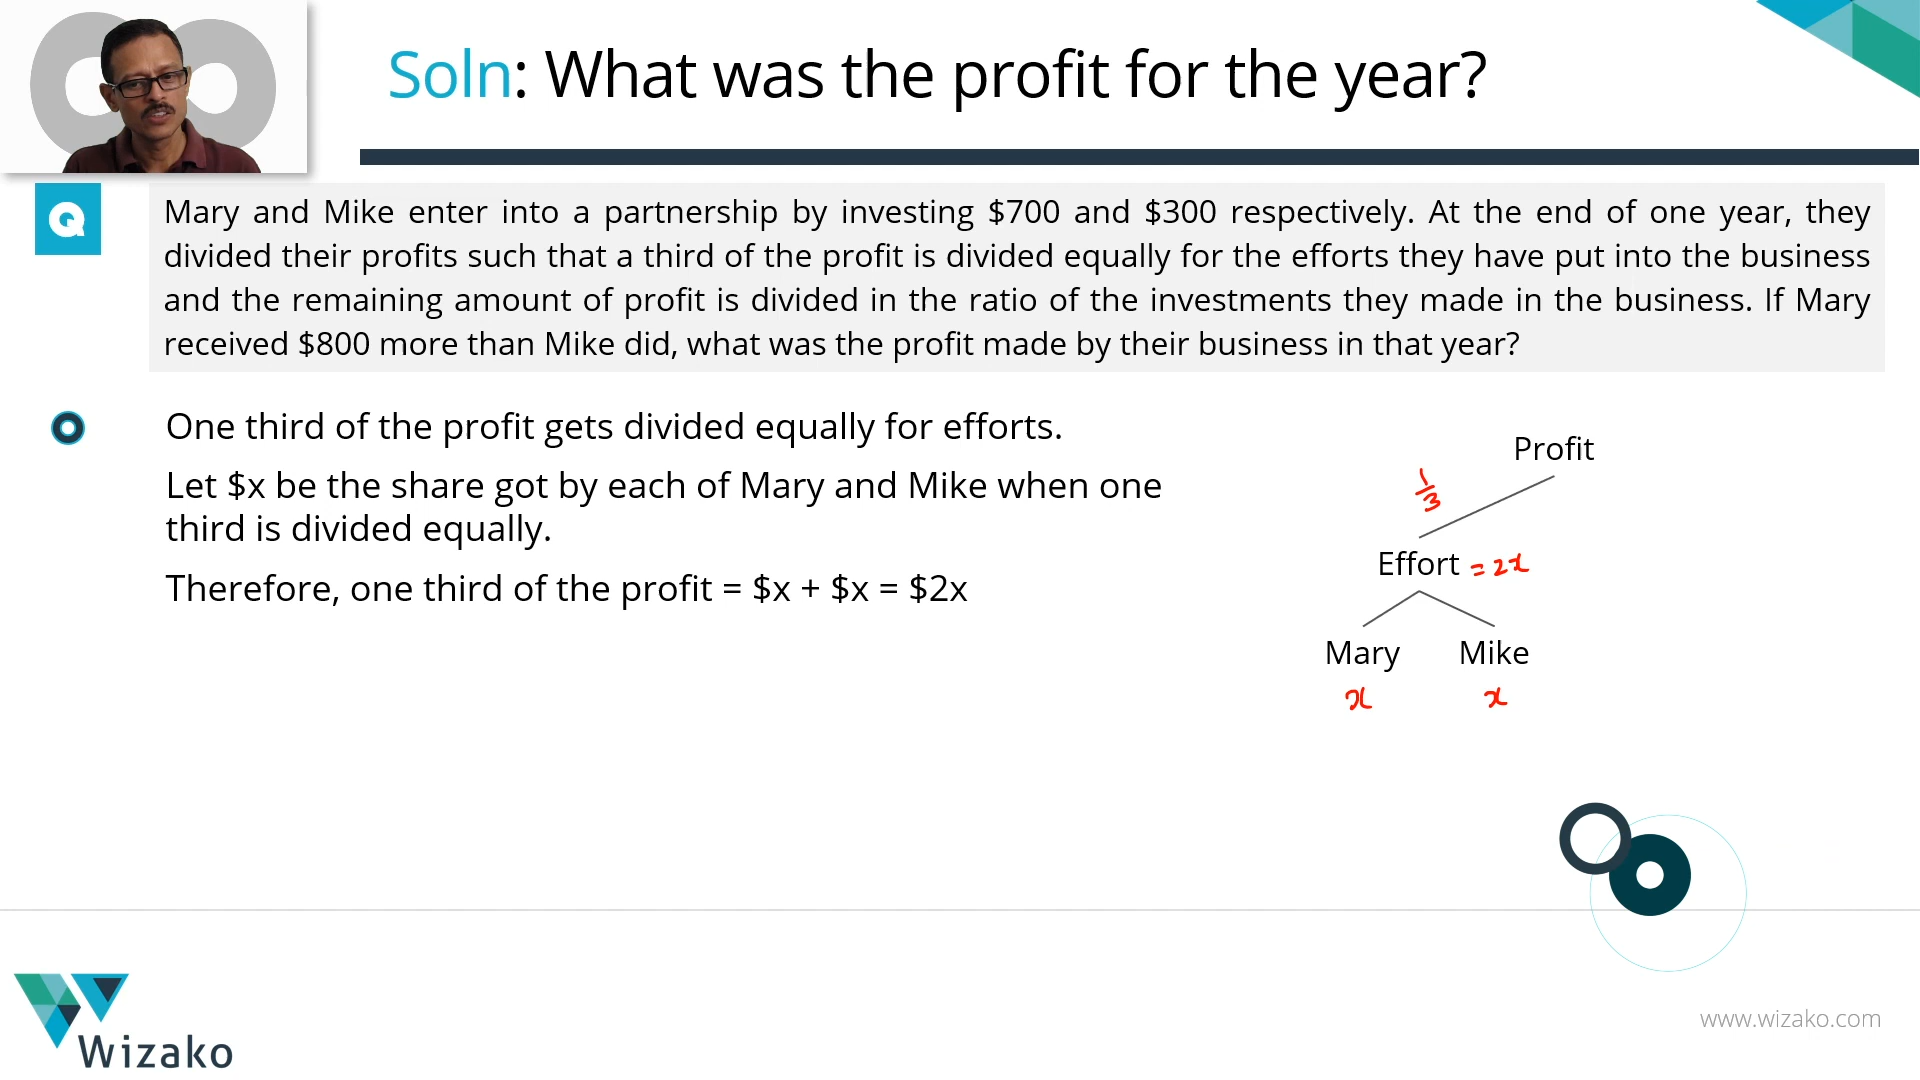 Soln: What was the profit for the year?
Q
Mary and Mike enter into a partnership by investing $700 and $300 respectively. At the end of one year, they
divided their profits such that a third of the profit is divided equally for the efforts they have put into the business
and the remaining amount of profit is divided in the ratio of the investments they made in the business. If Mary
received $800 more than Mike did, what was the profit made by their business in that year?
One third of the profit gets divided equally for efforts.
Let $x be the share got by each of Mary and Mike when one
third is divided equally.
Therefore, one third of the profit = $x + $x = $2x
Profit
1/3
Effort = 2x
Mary Mike
x x
Wizako
www.wizako.com